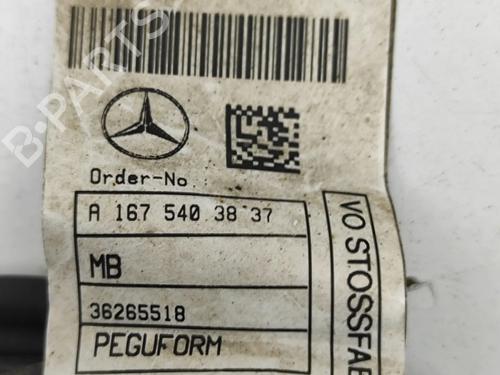 B-PARTS
Order-No.:
A 167 540 38 37
MB
36265518
PEGUFORM
VO STOSSFAE